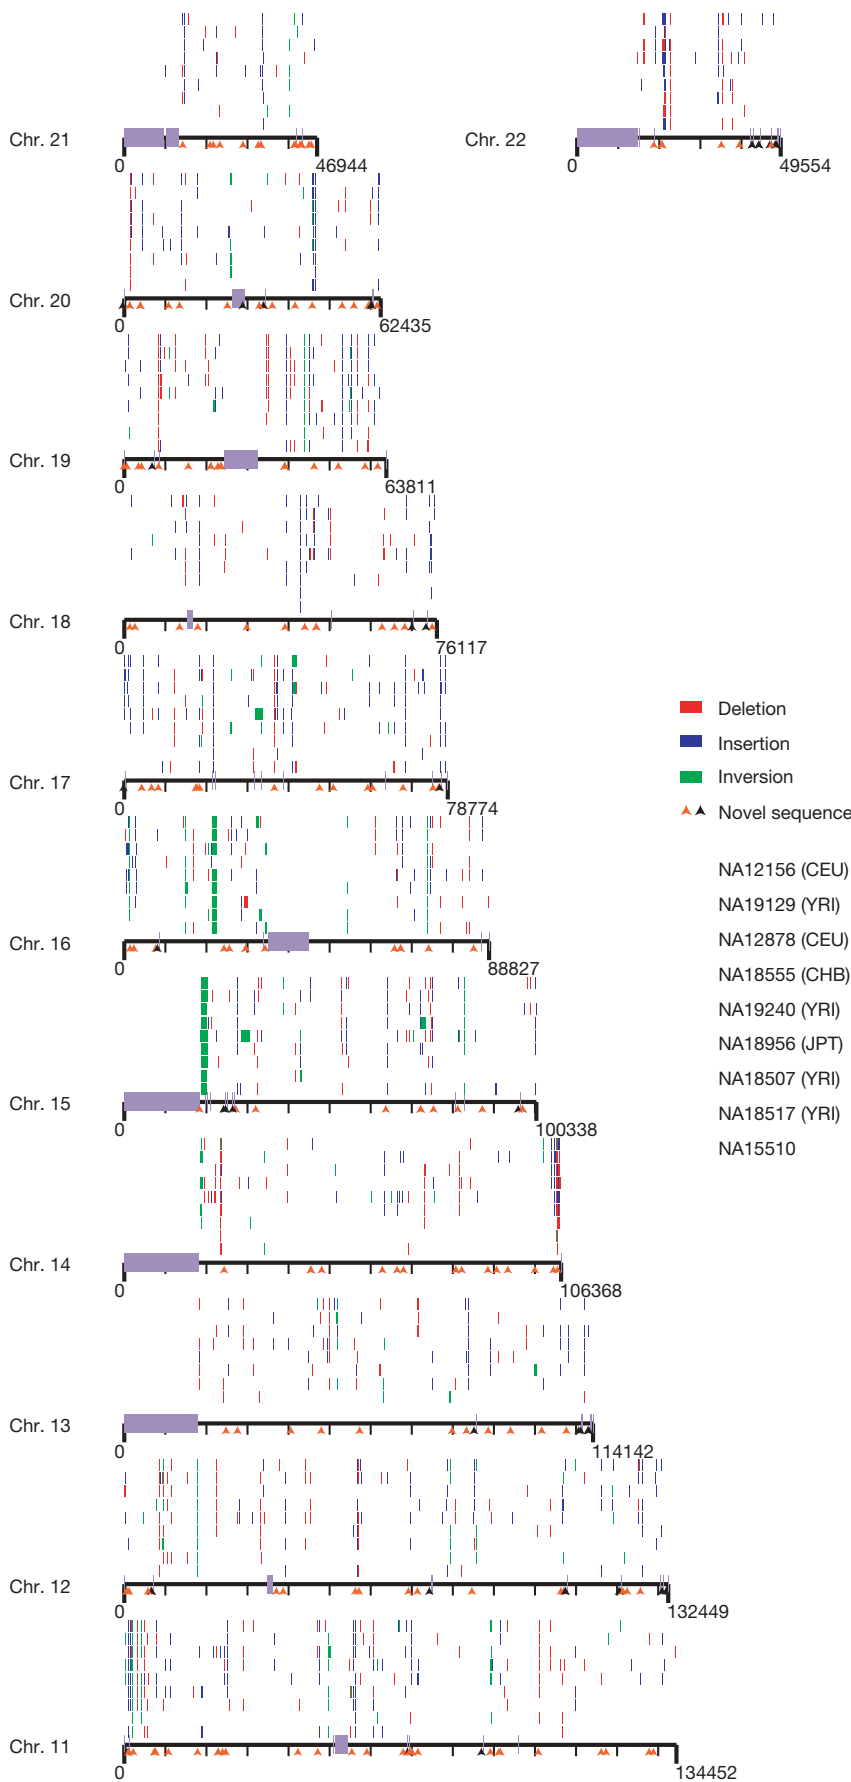 Chr. 21
0
46944
Chr. 22
0
49554
Chr. 20
0
62435
Chr. 19
0
63811
Chr. 18
0
76117
Deletion
Insertion
Inversion
Novel sequence
Chr. 17
0
78774
NA12156 (CEU)
NA19129 (YRI)
NA12878 (CEU)
NA18555 (CHB)
NA19240 (YRI)
NA18956 (JPT)
NA18507 (YRI)
NA18517 (YRI)
NA15510
Chr. 16
0
88827
Chr. 15
0
100338
Chr. 14
0
106368
Chr. 13
0
114142
Chr. 12
0
132449
Chr. 11
0
134452